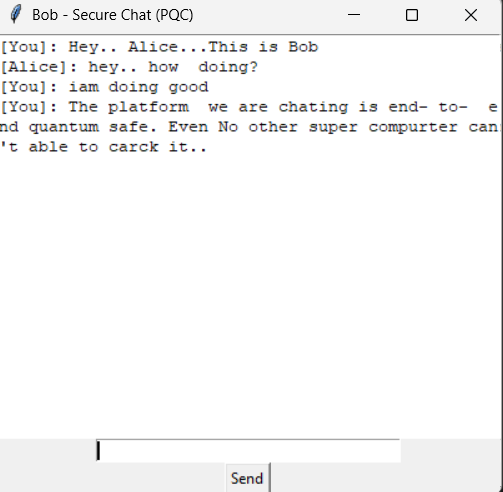 Bob - Secure Chat (PQC)
[You]: Hey.. Alice...This is Bob
[Alice]: hey.. how  doing?
[You]: iam doing good
[You]: The platform  we are chating is end- to-  e
nd quantum safe. Even No other super compurter can
't able to carck it..
Send